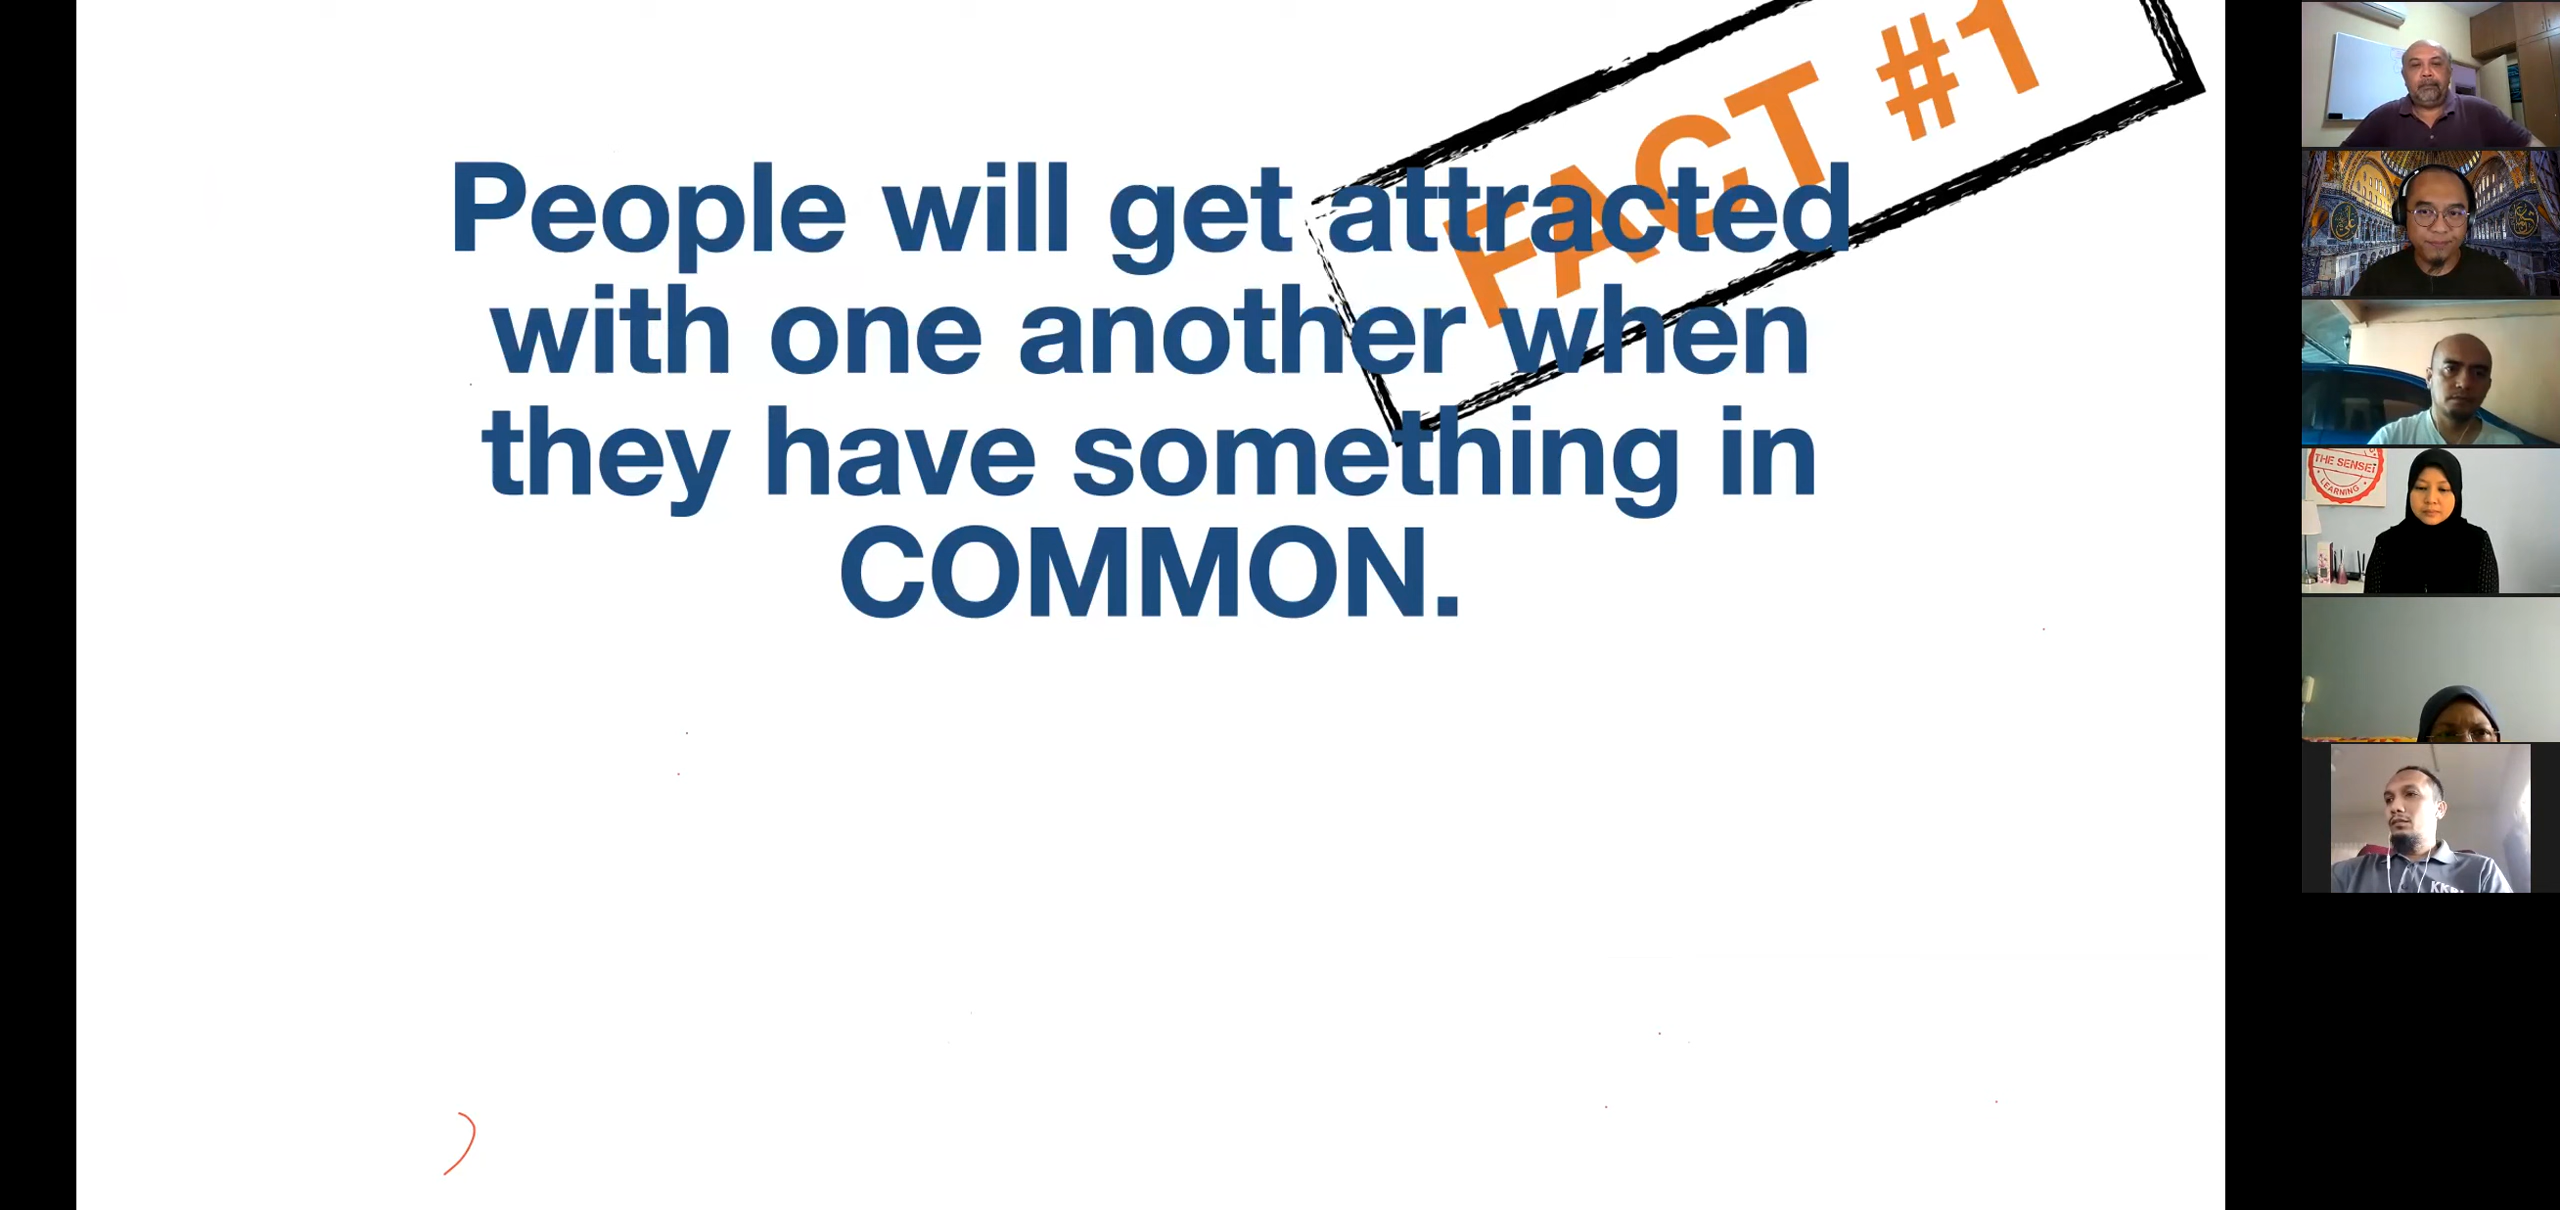 FACT #1
People will get attracted
with one another when
they have something in
COMMON.
THE SENSEi
LEARNING